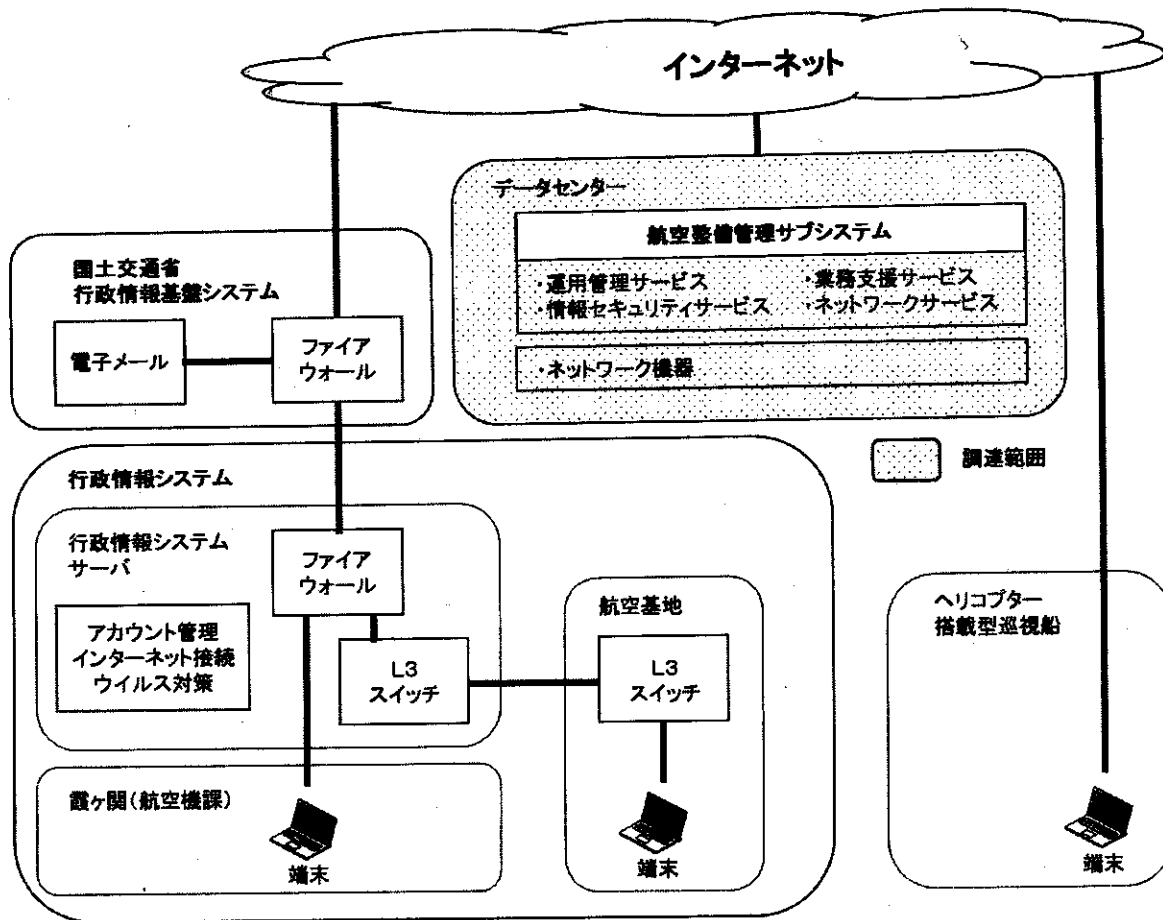 インターネット
データセンター
航空整備管理サブシステム
・運用管理サービス
・業務支援サービス
・情報セキュリティサービス
・ネットワークサービス
・ネットワーク機器
国土交通省
行政情報基盤システム
電子メール
ファイア
ウォール
調達範囲
行政情報システム
行政情報システム
サーバ
ファイア
ウォール
アカウント管理
インターネット接続
ウイルス対策
L3
スイッチ
航空基地
L3
スイッチ
ヘリコプター
搭載型巡視船
霞ヶ関(航空機課)
端末
端末
端末